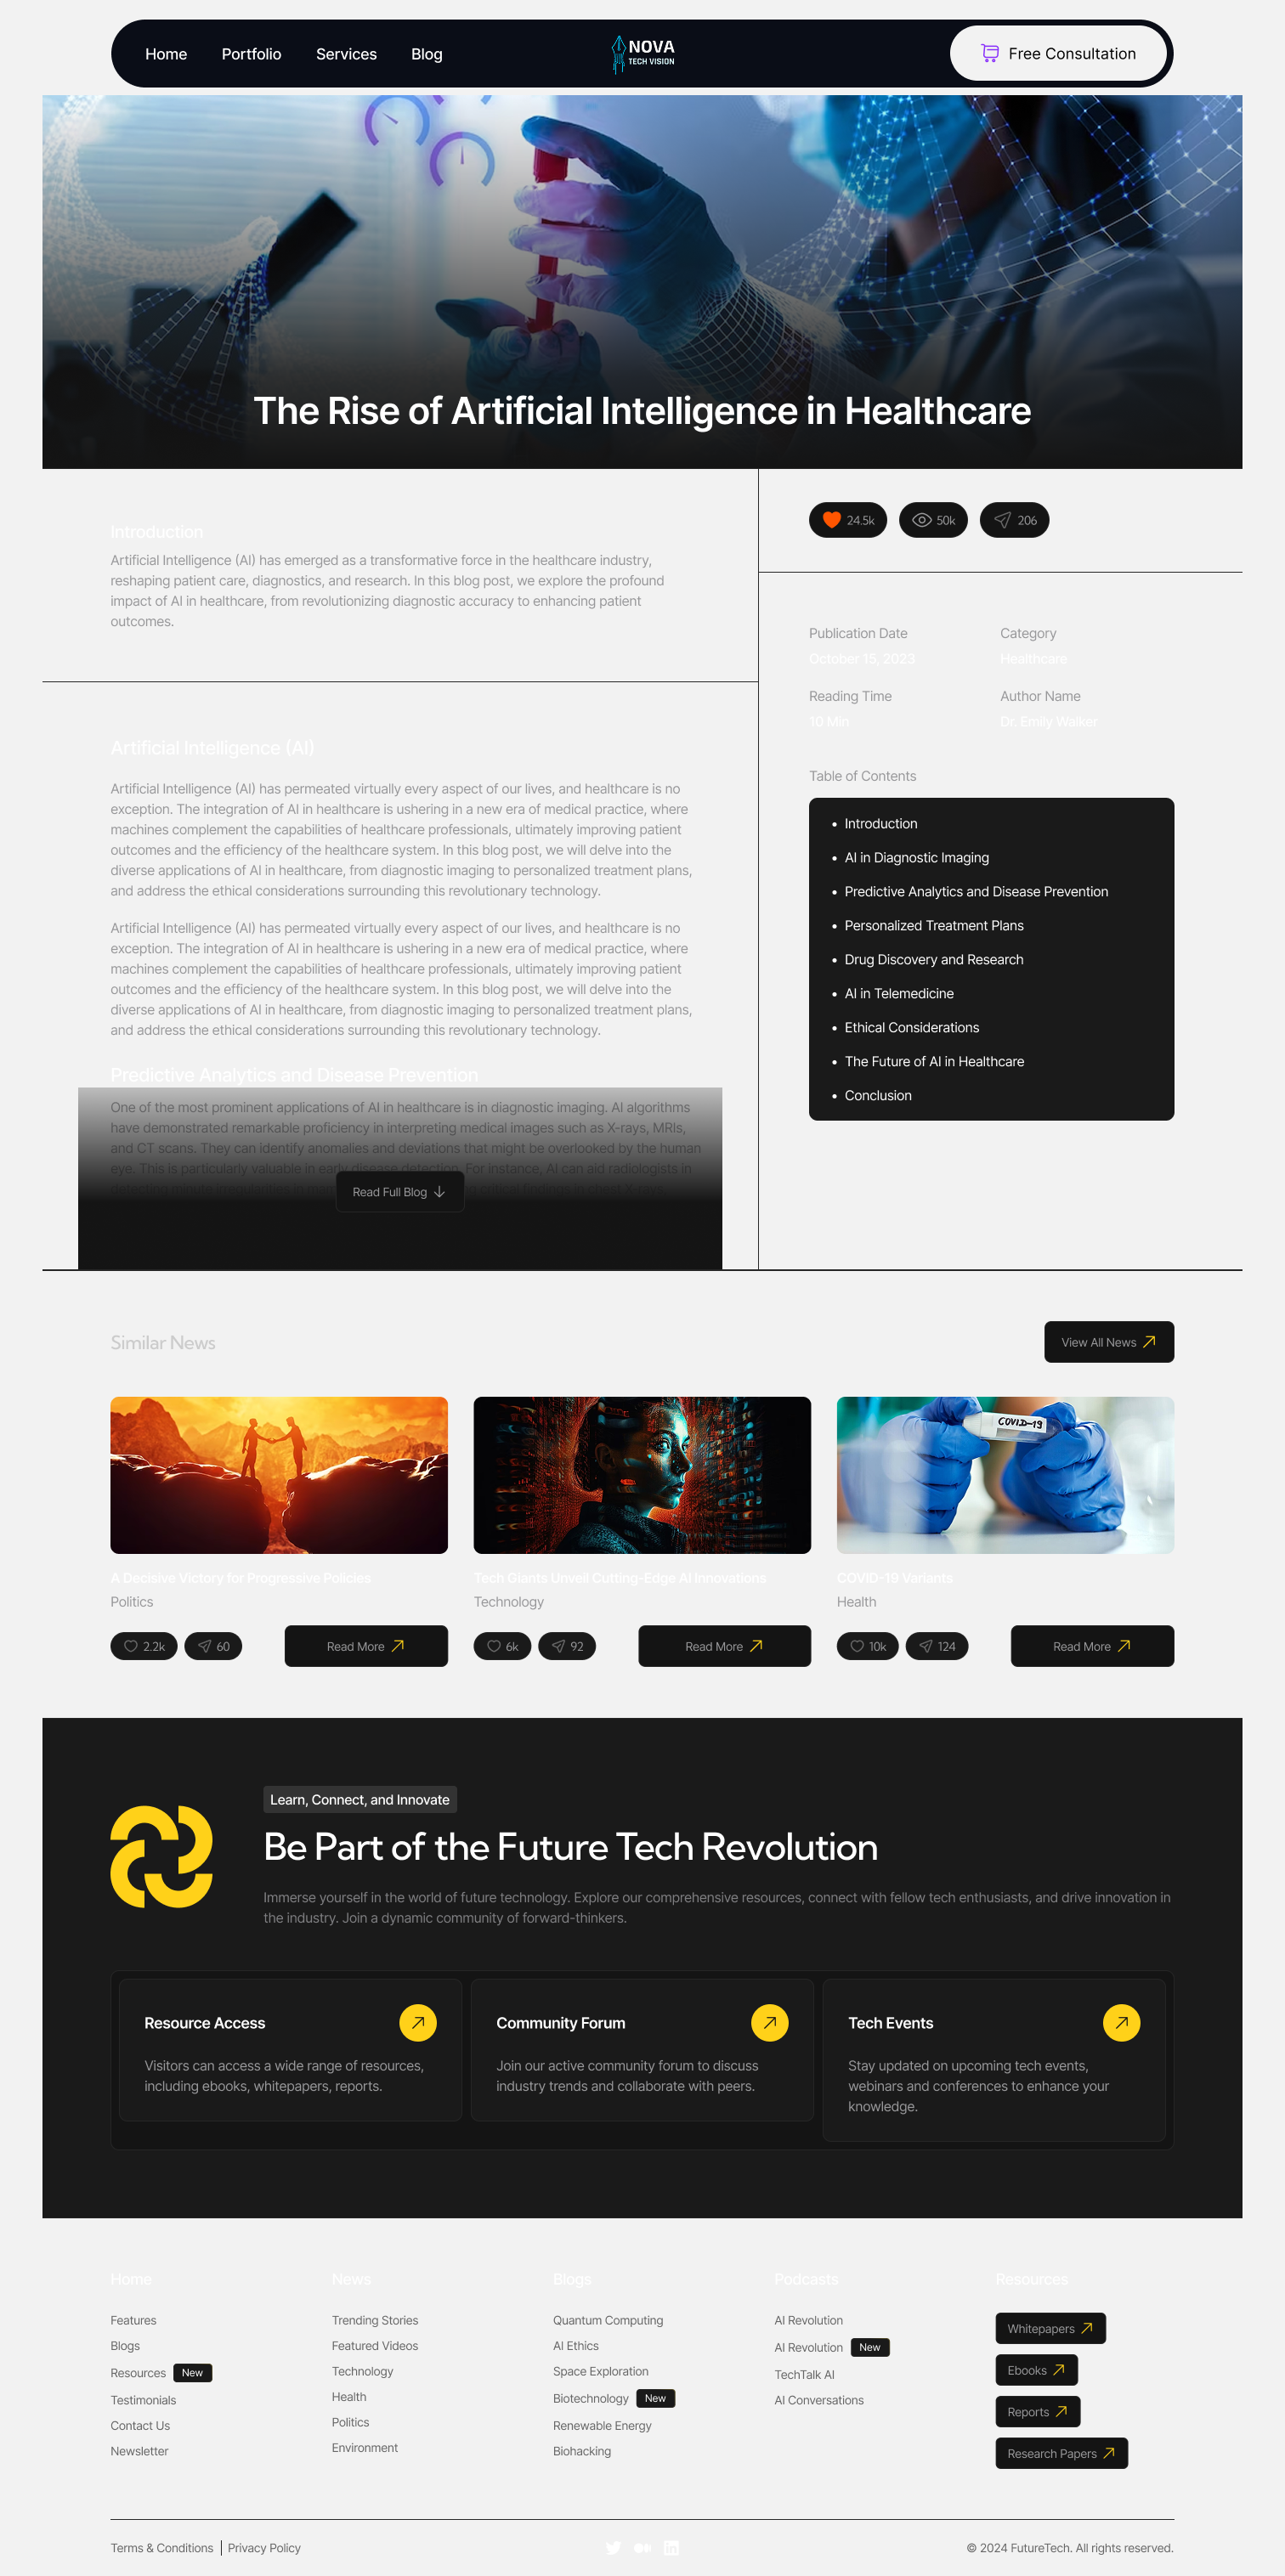 Home Portfolio Services Blog
NOVA
TECH VISION
Free Consultation
The Rise of Artificial Intelligence in Healthcare
Introduction
Artificial Intelligence (AI) has emerged as a transformative force in the healthcare industry,
reshaping patient care, diagnostics, and research. In this blog post, we explore the profound
impact of AI in healthcare, from revolutionizing diagnostic accuracy to enhancing patient
outcomes.
Artificial Intelligence (AI)
Artificial Intelligence (AI) has permeated virtually every aspect of our lives, and healthcare is no
exception. The integration of AI in healthcare is ushering in a new era of medical practice, where
machines complement the capabilities of healthcare professionals, ultimately improving patient
outcomes and the efficiency of the healthcare system. In this blog post, we will delve into the
diverse applications of AI in healthcare, from diagnostic imaging to personalized treatment plans,
and address the ethical considerations surrounding this revolutionary technology.
Artificial Intelligence (AI) has permeated virtually every aspect of our lives, and healthcare is no
exception. The integration of AI in healthcare is ushering in a new era of medical practice, where
machines complement the capabilities of healthcare professionals, ultimately improving patient
outcomes and the efficiency of the healthcare system. In this blog post, we will delve into the
diverse applications of AI in healthcare, from diagnostic imaging to personalized treatment plans,
and address the ethical considerations surrounding this revolutionary technology.
Predictive Analytics and Disease Prevention
One of the most prominent applications of AI in healthcare is in diagnostic imaging. AI algorithms
have demonstrated remarkable proficiency in interpreting medical images such as X-rays, MRIs,
and CT scans. They can identify anomalies and deviations that might be overlooked by the human
eye. This is particularly valuable in early disease detection. For instance, AI can aid radiologists in
Read Full Blog
24.5k 50k 206
Publication Date
October 15, 2023
Category
Healthcare
Reading Time
10 Min
Author Name
Dr. Emily Walker
Table of Contents
• Introduction
• AI in Diagnostic Imaging
• Predictive Analytics and Disease Prevention
• Personalized Treatment Plans
• Drug Discovery and Research
• AI in Telemedicine
• Ethical Considerations
• The Future of AI in Healthcare
• Conclusion
Similar News
View All News
A Decisive Victory for Progressive Policies
Politics
2.2k 60 Read More
Tech Giants Unveil Cutting-Edge AI Innovations
Technology
6k 92 Read More
COVID-19
COVID-19 Variants
Health
10k 124 Read More
Learn, Connect, and Innovate
Be Part of the Future Tech Revolution
Immerse yourself in the world of future technology. Explore our comprehensive resources, connect with fellow tech enthusiasts, and drive innovation in
the industry. Join a dynamic community of forward-thinkers.
Resource Access
Visitors can access a wide range of resources,
including ebooks, whitepapers, reports.
Community Forum
Join our active community forum to discuss
industry trends and collaborate with peers.
Tech Events
Stay updated on upcoming tech events,
webinars and conferences to enhance your
knowledge.
Home
Features
Blogs
Resources New
Testimonials
Contact Us
Newsletter
News
Trending Stories
Featured Videos
Technology
Health
Politics
Environment
Blogs
Quantum Computing
AI Ethics
Space Exploration
Biotechnology New
Renewable Energy
Biohacking
Podcasts
AI Revolution
AI Revolution New
TechTalk AI
AI Conversations
Resources
Whitepapers
Ebooks
Reports
Research Papers
Terms & Conditions | Privacy Policy
© 2024 FutureTech. All rights reserved.